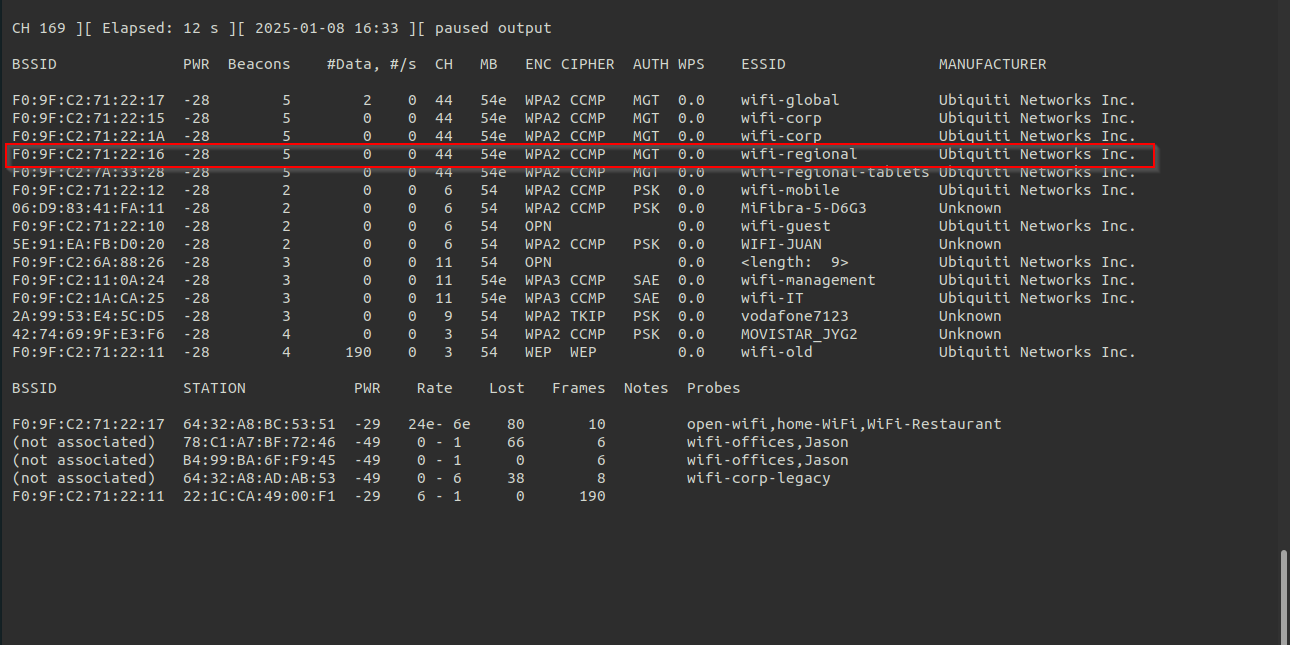 CH 169 ][ Elapsed: 12 s ][ 2025-01-08 16:33 ][ paused output
BSSID PWR Beacons #Data, #/s CH MB ENC CIPHER AUTH WPS ESSID MANUFACTURER
F0:9F:C2:71:22:17 -28 5 2 0 44 54e WPA2 CCMP MGT 0.0 wifi-global Ubiquiti Networks Inc.
F0:9F:C2:71:22:15 -28 5 0 0 44 54e WPA2 CCMP MGT 0.0 wifi-corp Ubiquiti Networks Inc.
F0:9F:C2:71:22:1A -28 5 0 0 44 54e WPA2 CCMP MGT 0.0 wifi-corp Ubiquiti Networks Inc.
F0:9F:C2:71:22:16 -28 5 0 0 44 54e WPA2 CCMP MGT 0.0 wifi-regional Ubiquiti Networks Inc.
F0:9F:C2:7A:33:28 -28 5 0 0 44 54e WPA2 CCMP MGT 0.0 wifi-regional-tablets Ubiquiti Networks Inc.
F0:9F:C2:71:22:12 -28 2 0 0 6 54 WPA2 CCMP PSK 0.0 wifi-mobile Ubiquiti Networks Inc.
06:D9:83:41:FA:11 -28 2 0 0 6 54 WPA2 CCMP PSK 0.0 MiFibra-5-D6G3 Unknown
F0:9F:C2:71:22:10 -28 2 0 0 6 54 OPN 0.0 wifi-guest Ubiquiti Networks Inc.
5E:91:EA:FB:D0:20 -28 2 0 0 6 54 WPA2 CCMP PSK 0.0 WIFI-JUAN Unknown
F0:9F:C2:6A:88:26 -28 3 0 0 11 54 OPN 0.0 <length: 9> Ubiquiti Networks Inc.
F0:9F:C2:11:0A:24 -28 3 0 0 11 54e WPA3 CCMP SAE 0.0 wifi-management Ubiquiti Networks Inc.
F0:9F:C2:1A:CA:25 -28 3 0 0 11 54e WPA3 CCMP SAE 0.0 wifi-IT Ubiquiti Networks Inc.
2A:99:53:E4:5C:D5 -28 3 0 0 9 54 WPA2 TKIP PSK 0.0 vodafone7123 Unknown
42:74:69:9F:E3:F6 -28 4 0 0 3 54 WPA2 CCMP PSK 0.0 MOVISTAR_JYG2 Unknown
F0:9F:C2:71:22:11 -28 4 190 0 3 54 WEP WEP 0.0 wifi-old Ubiquiti Networks Inc.
BSSID STATION PWR Rate Lost Frames Notes Probes
F0:9F:C2:71:22:17 64:32:A8:BC:53:51 -29 24e- 6e 80 10 open-wifi,home-WiFi,WiFi-Restaurant
(not associated) 78:C1:A7:BF:72:46 -49 0 - 1 66 6 wifi-offices,Jason
(not associated) B4:99:BA:6F:F9:45 -49 0 - 1 0 6 wifi-offices,Jason
(not associated) 64:32:A8:AD:AB:53 -49 0 - 6 38 8 wifi-corp-legacy
F0:9F:C2:71:22:11 22:1C:CA:49:00:F1 -29 6 - 1 0 190